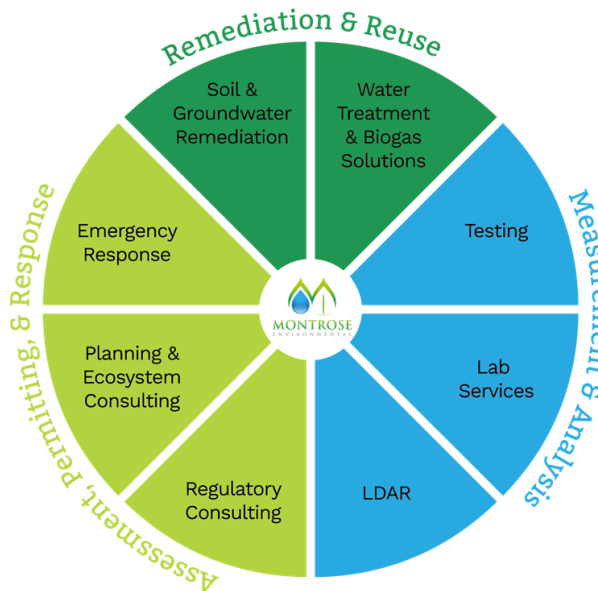 Remediation & Reuse
Soil &
Groundwater
Remediation
Water
Treatment
& Biogas
Solutions
Measurement & Analysis
Testing
Lab
Services
LDAR
Assessment, Permitting, & Response
Emergency
Response
Planning &
Ecosystem
Consulting
Regulatory
Consulting
MONTROSE
ENVIRONMENTAL